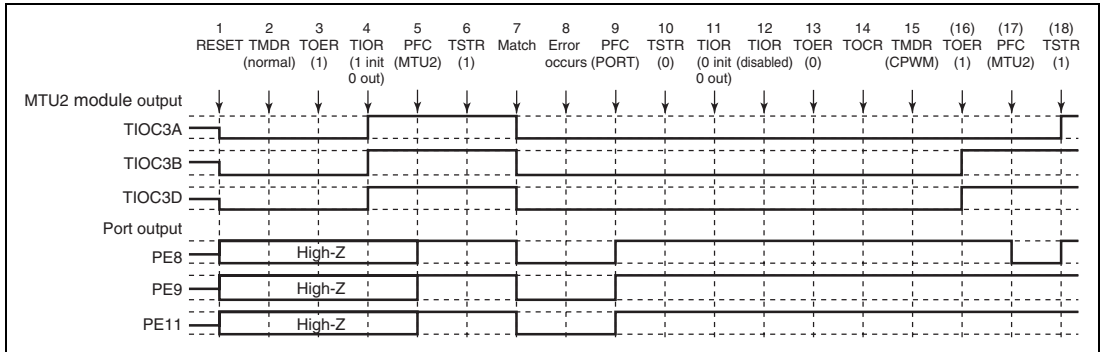 1 2 3 4 5 6 7 8 9 10 11 12 13 14 15 (16) (17) (18)
RESET TMDR TOER TIOR PFC TSTR Match Error PFC TSTR TIOR TIOR TOER TOCR TMDR TOER PFC TSTR
(normal) (1) (1 init (MTU2) (1) occurs (PORT) (0) (0 init (disabled) (0) (CPWM) (1) (MTU2) (1)
0 out) 0 out)
MTU2 module output
TIOC3A
TIOC3B
TIOC3D
Port output
PE8 High-Z
PE9 High-Z
PE11 High-Z